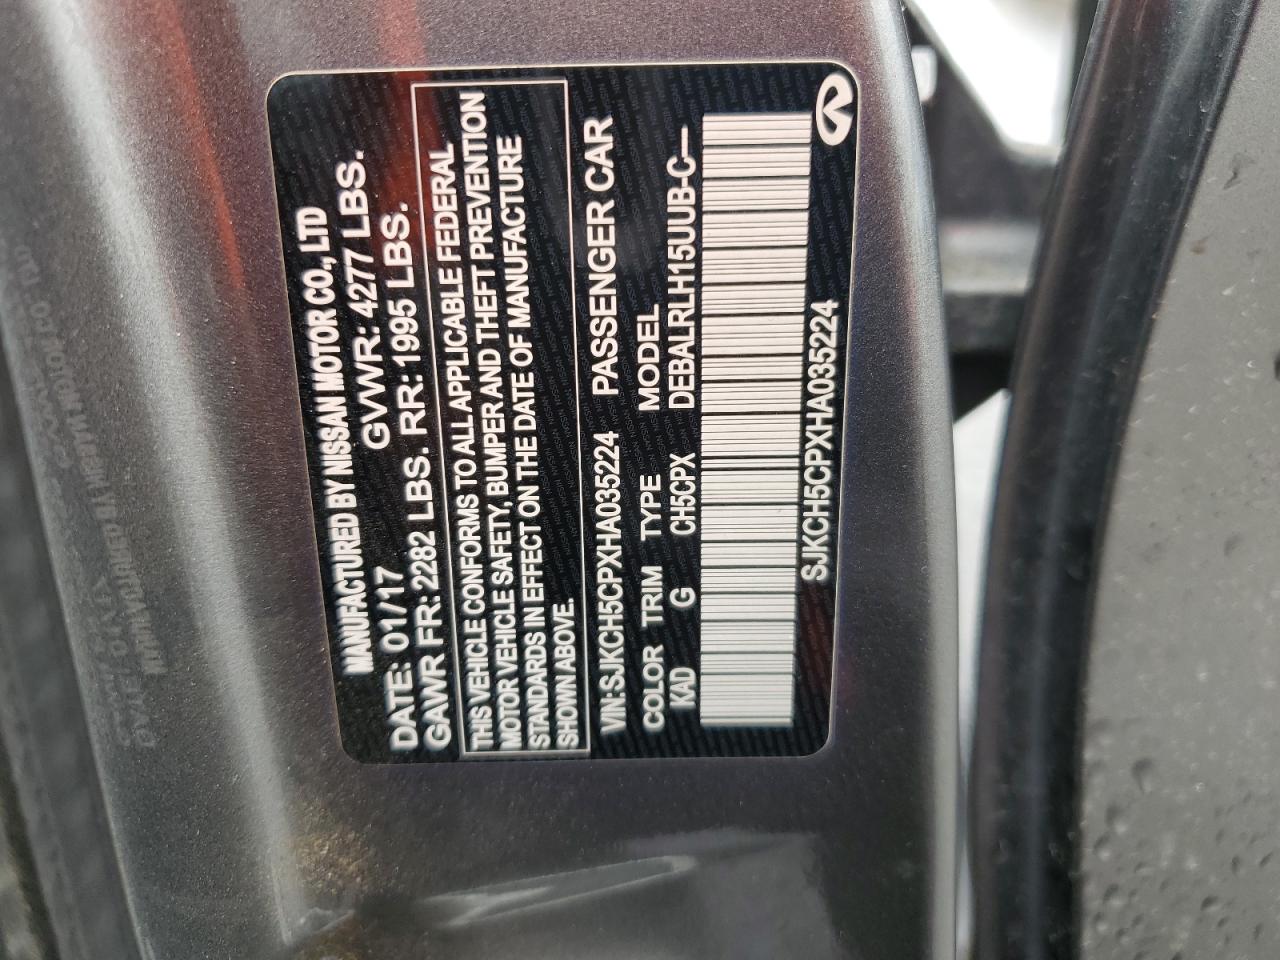 MANUFACTURED BY NISSAN MOTOR CO., LTD
DATE: 01/17 GVWR: 4277 LBS.
GAWR FR: 2282 LBS. RR: 1995 LBS.
THIS VEHICLE CONFORMS TO ALL APPLICABLE FEDERAL
MOTOR VEHICLE SAFETY, BUMPER AND THEFT PREVENTION
STANDARDS IN EFFECT ON THE DATE OF MANUFACTURE
SHOWN ABOVE.
VIN: SJKCH5CPXHA035224 PASSENGER CAR
COLOR TRIM TYPE MODEL
KAD G CH5CPX DEBALRLH15UUB-C—
SJKCH5CPXHA035224